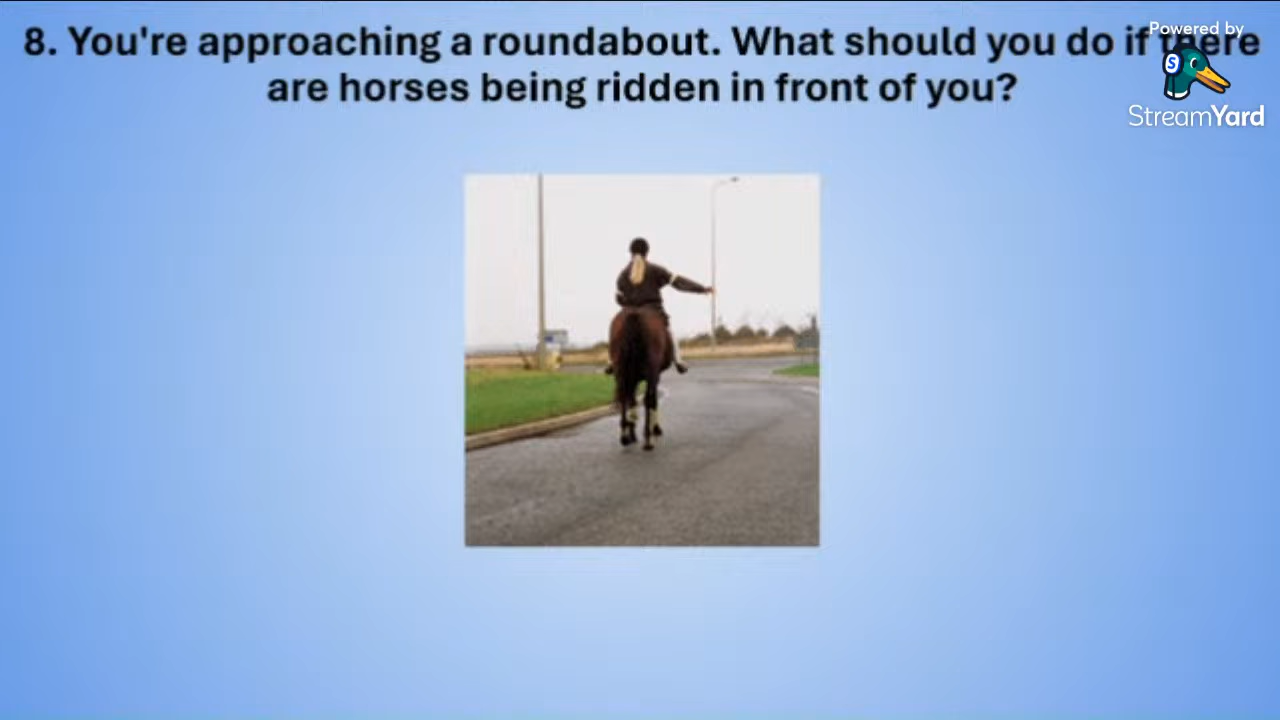 8. You're approaching a roundabout. What should you do if there
are horses being ridden in front of you?
Powered by
StreamYard